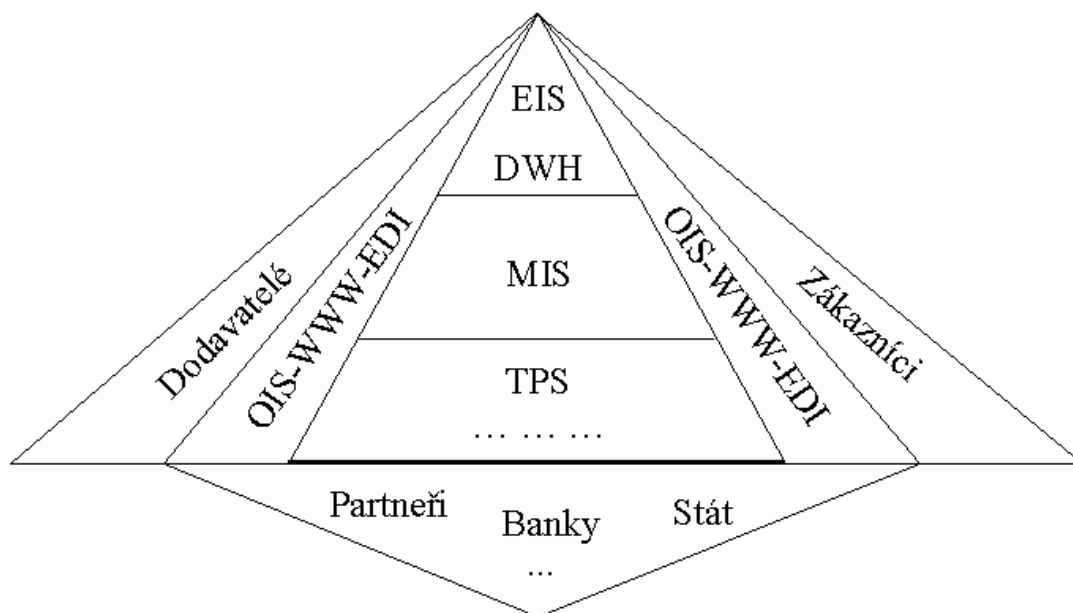 EIS
DWH
Dodavatelé
OIS-WWW-EDI
MIS
OIS-WWW-EDI
Zákazníci
TPS
... ... ...
Partneři
Banky
Stát
...